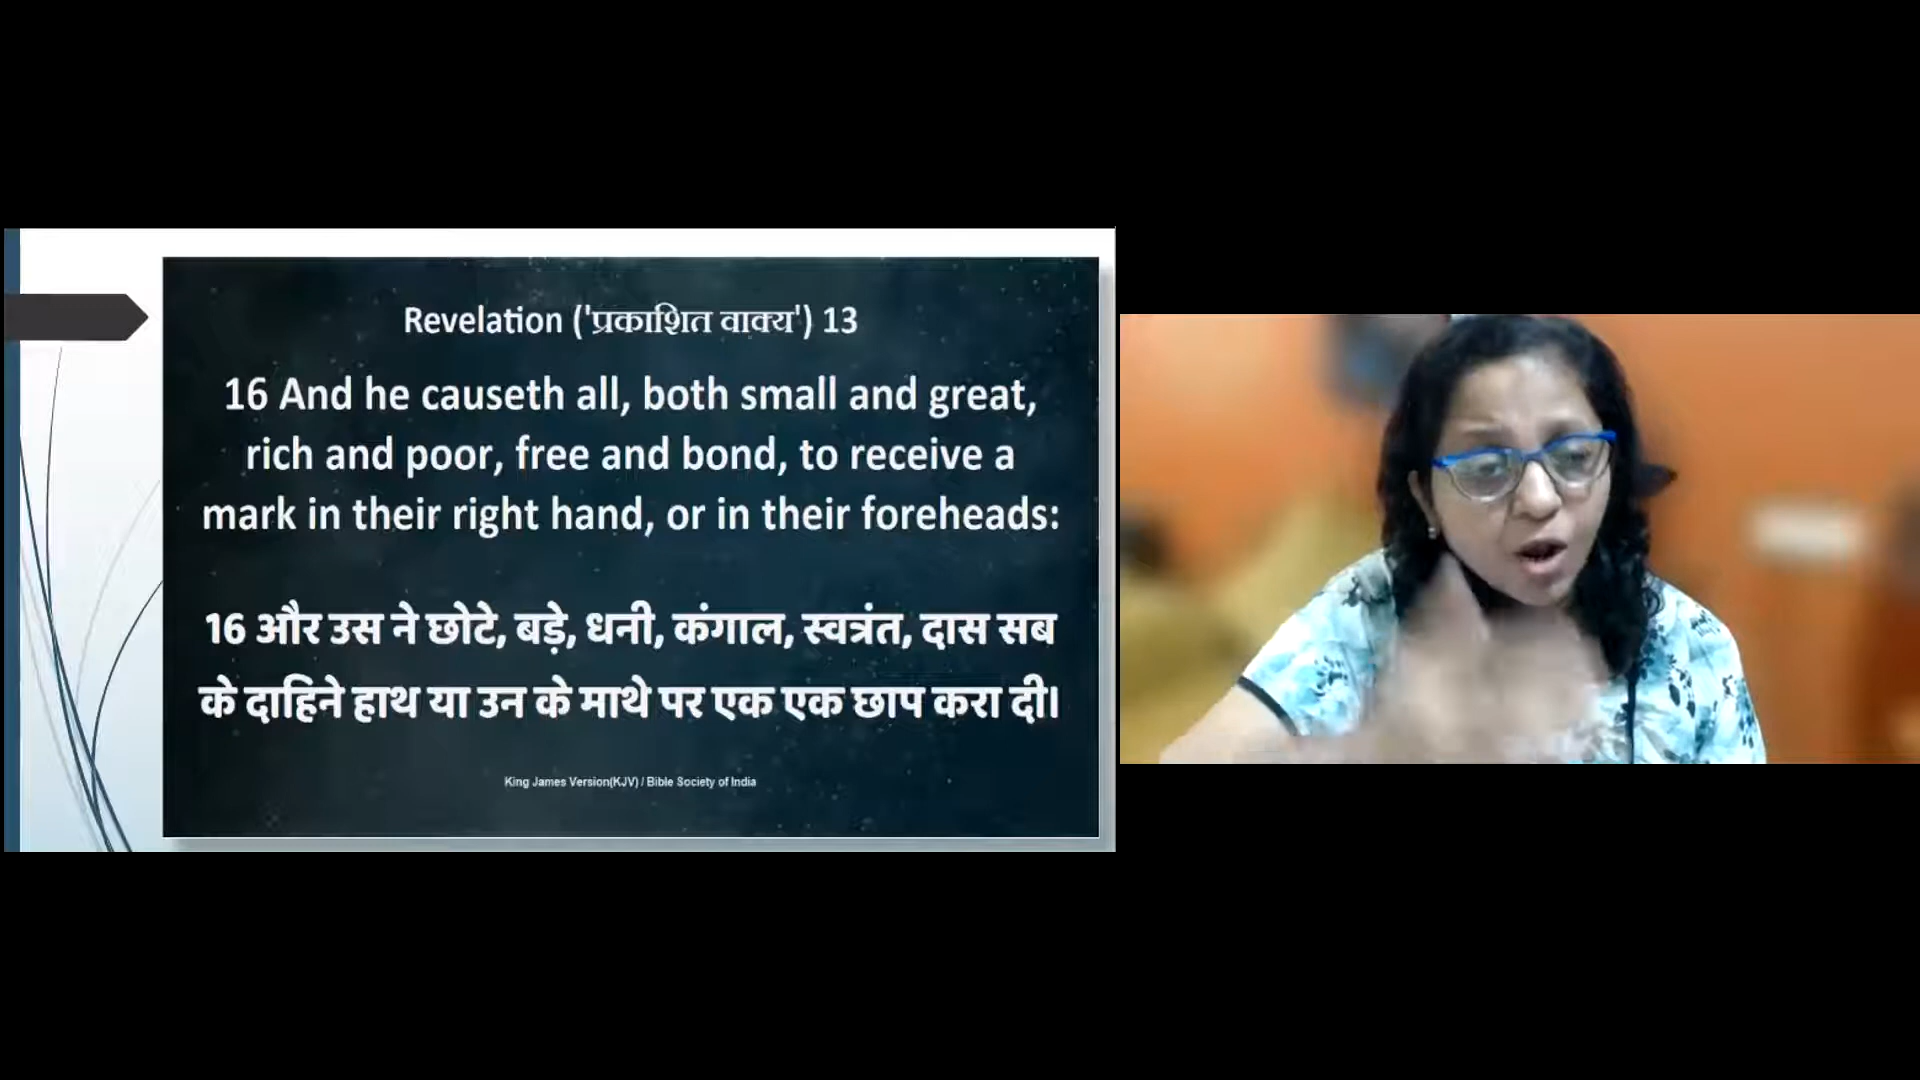 Revelation ('प्रकाशित वाक्य') 13
16 And he causeth all, both small and great,
rich and poor, free and bond, to receive a
mark in their right hand, or in their foreheads:
16 और उस ने छोटे, बड़े, धनी, कंगाल, स्वत्रंत, दास सब
के दाहिने हाथ या उन के माथे पर एक एक छाप करा दी।
King James Version(KJV) / Bible Society of India